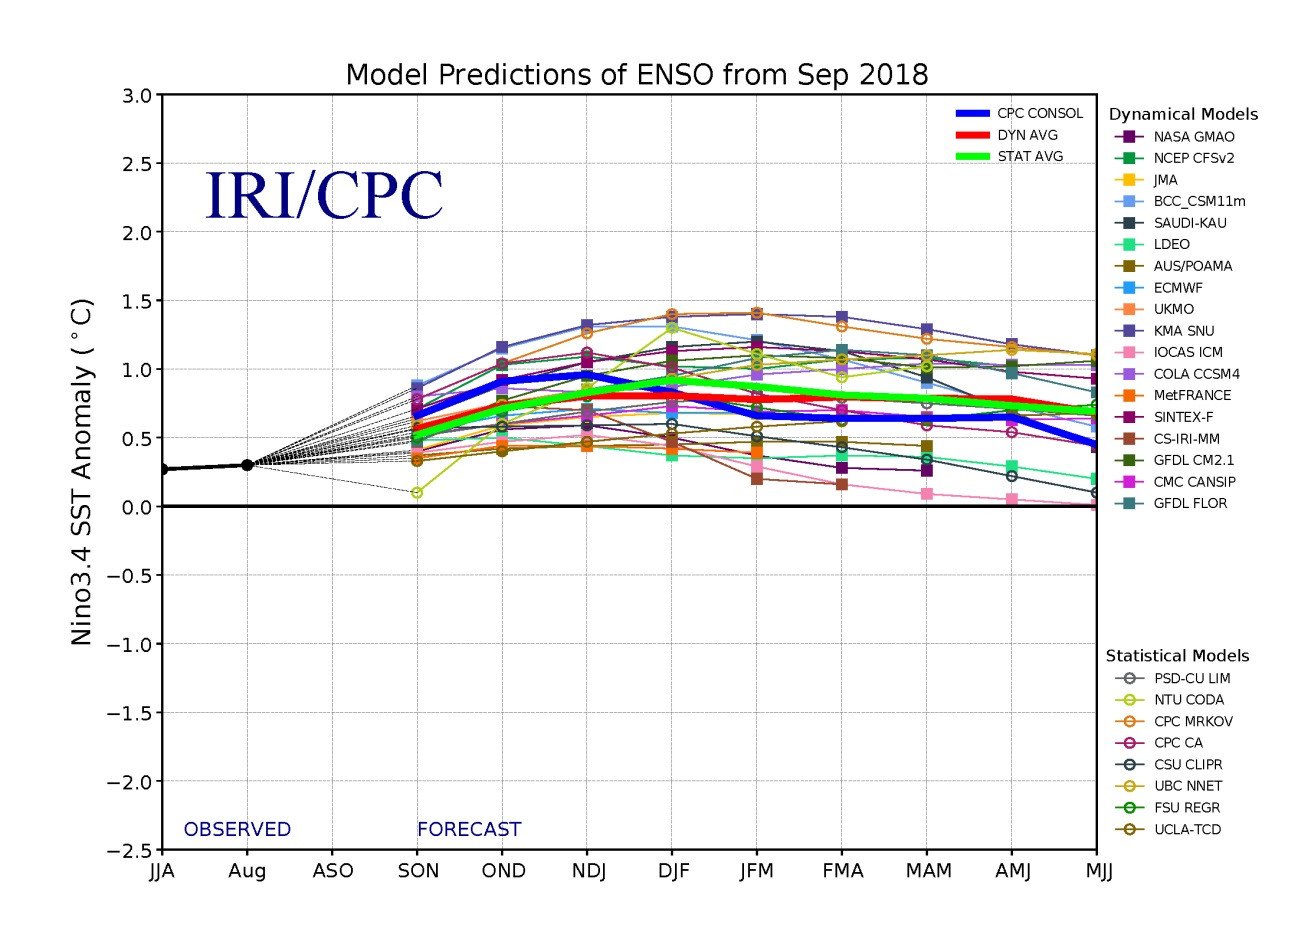 Model Predictions of ENSO from Sep 2018
3.0
2.5
2.0
1.5
1.0
0.5
0.0
−0.5
−1.0
−1.5
−2.0
−2.5
Nino3.4 SST Anomaly ( °C)
IRI/CPC
CPC CONSOL
DYN AVG
STAT AVG
OBSERVED
FORECAST
JJA Aug ASO SON OND NDJ DJF JFM FMA MAM AMJ MJJ
Dynamical Models
NASA GMAO
NCEP CFSv2
JMA
BCC_CSM11m
SAUDI-KAU
LDEO
AUS/POAMA
ECMWF
UKMO
KMA SNU
IOCAS ICM
COLA CCSM4
MetFRANCE
SINTEX-F
CS-IRI-MM
GFDL CM2.1
CMC CANSIP
GFDL FLOR
Statistical Models
PSD-CU LIM
NTU CODA
CPC MRKOV
CPC CA
CSU CLIPR
UBC NNET
FSU REGR
UCLA-TCD